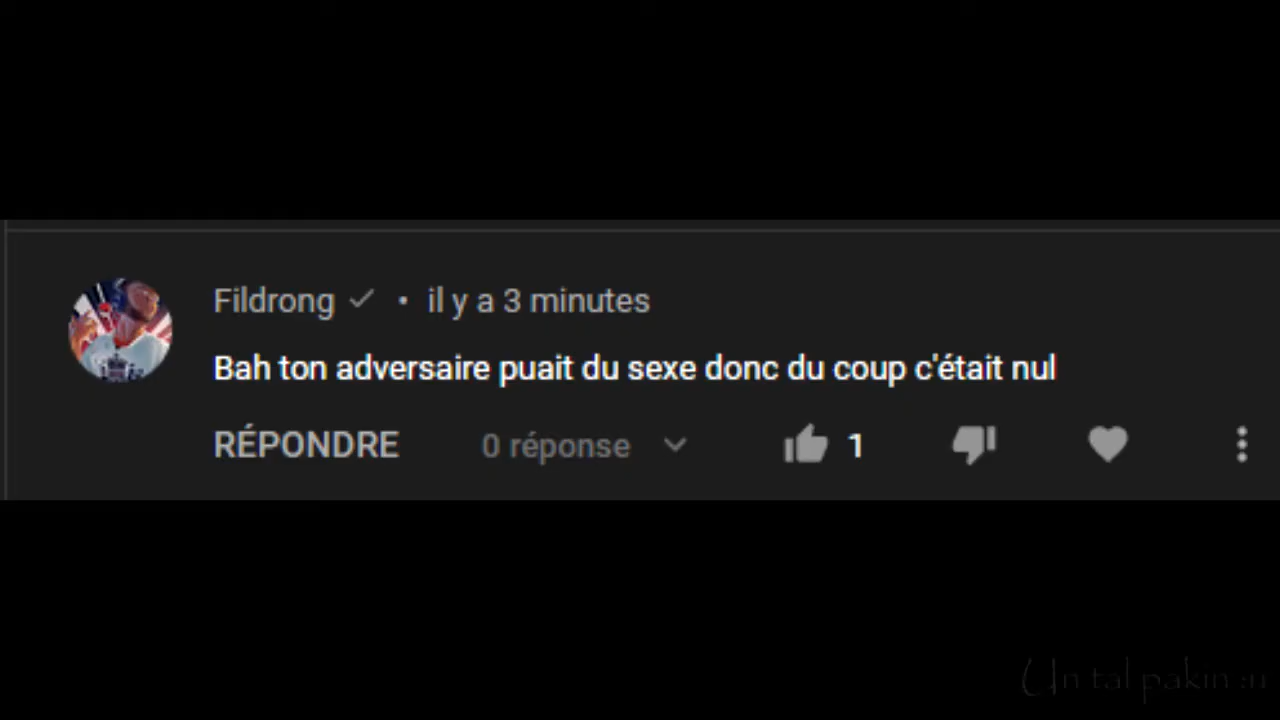 Fildrong ✓ • il y a 3 minutes
Bah ton adversaire puait du sexe donc du coup c'était nul
RÉPONDRE 0 réponse 1
Un tal pakin